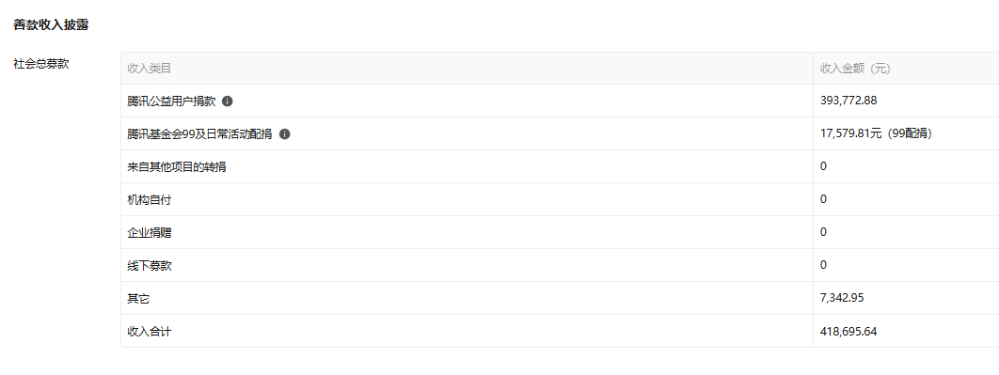 善款收入披露
社会总募款
收入类目 收入金额（元）
腾讯公益用户捐款 393,772.88
腾讯基金会99及日常活动配捐 17,579.81元（99配捐）
来自其他项目的转捐 0
机构自付 0
企业捐赠 0
线下募款 0
其它 7,342.95
收入合计 418,695.64